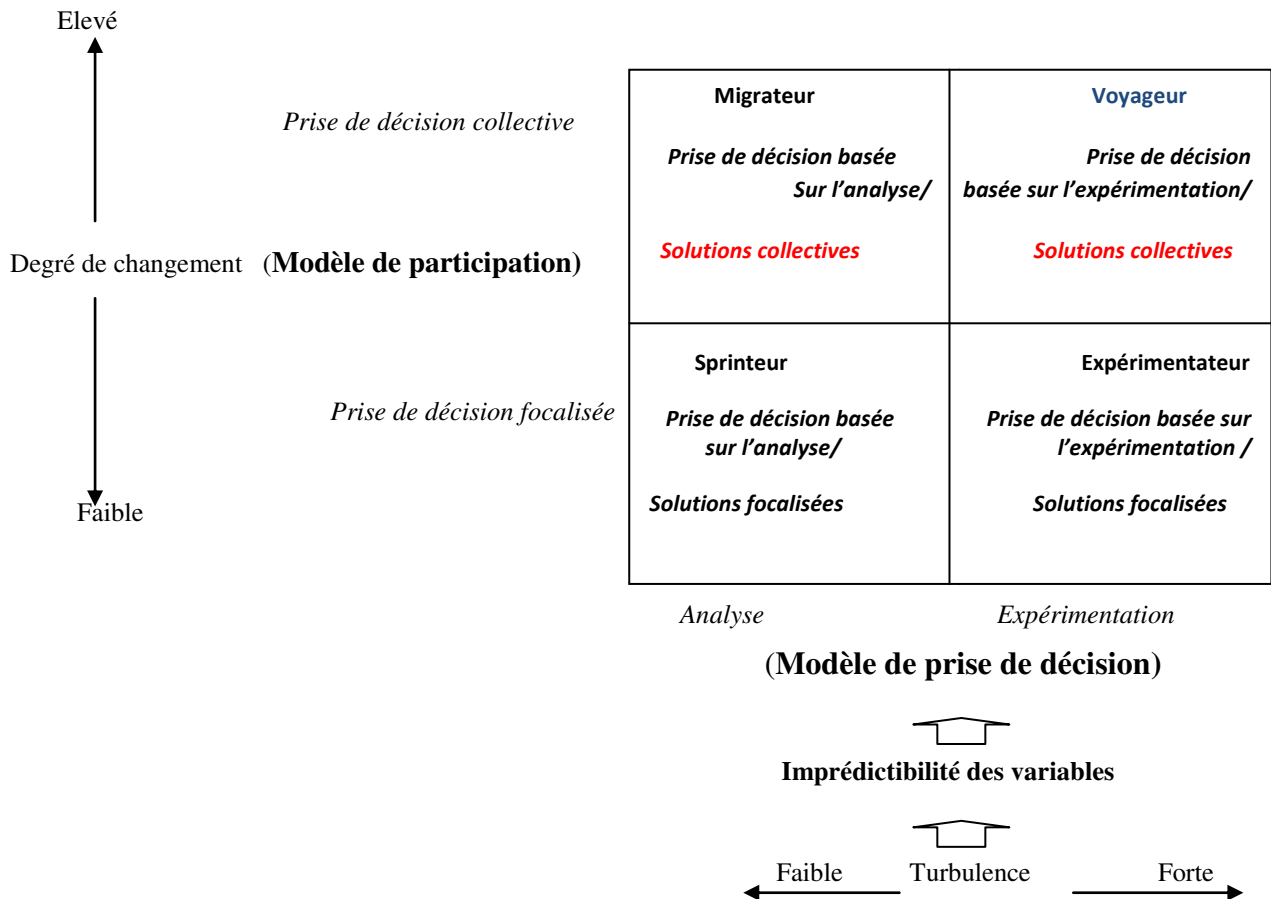 Elevé
Prise de décision collective
Degré de changement (Modèle de participation)
Prise de décision focalisée
Faible
Migrateur
Prise de décision basée
Sur l’analyse/
Solutions collectives
Voyageur
Prise de décision
basée sur l’expérimentation/
Solutions collectives
Sprinteur
Prise de décision basée
sur l’analyse/
Solutions focalisées
Expérimentateur
Prise de décision basée sur
l’expérimentation /
Solutions focalisées
Analyse
Expérimentation
(Modèle de prise de décision)
Imprédictibilité des variables
Faible Turbulence Forte